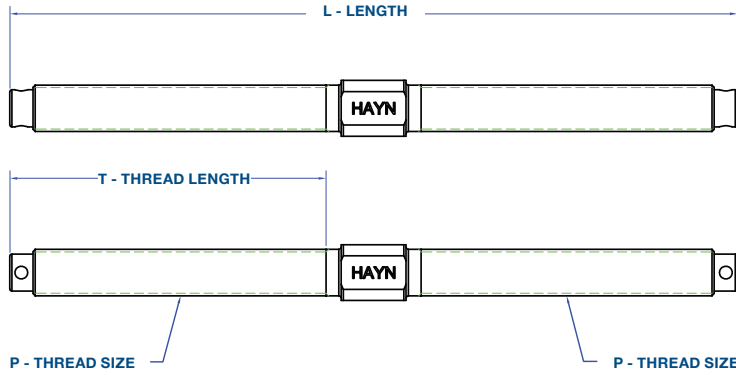 L - LENGTH
HAYN
T - THREAD LENGTH
HAYN
P - THREAD SIZE
P - THREAD SIZE